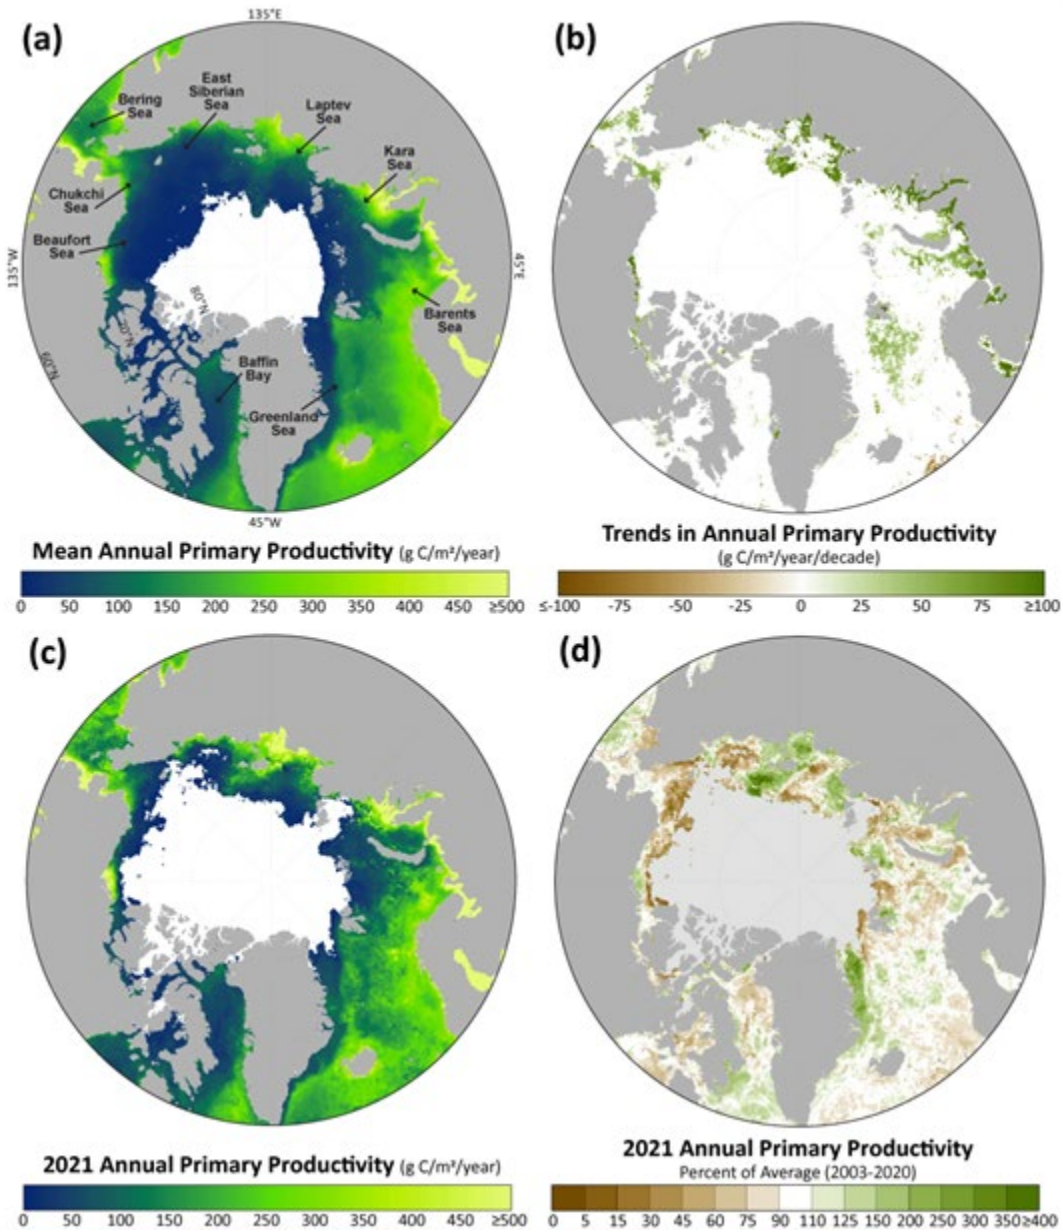 (a)
135°E
Bering
Sea
East
Siberian
Sea
Laptev
Sea
Kara
Sea
Chukchi
Sea
Beaufort
Sea
135°W
45°E
80°N
70°N
60°N
Barents
Sea
Baffin
Bay
Greenland
Sea
45°W
Mean Annual Primary Productivity (g C/m²/year)
0 50 100 150 200 250 300 350 400 450 ≥500
(b)
Trends in Annual Primary Productivity
(g C/m²/year/decade)
≤-100 -75 -50 -25 0 25 50 75 ≥100
(c)
2021 Annual Primary Productivity (g C/m²/year)
0 50 100 150 200 250 300 350 400 450 ≥500
(d)
2021 Annual Primary Productivity
Percent of Average (2003-2020)
0 5 15 30 45 60 75 90 110 125 150 200 250 300 350 ≥400